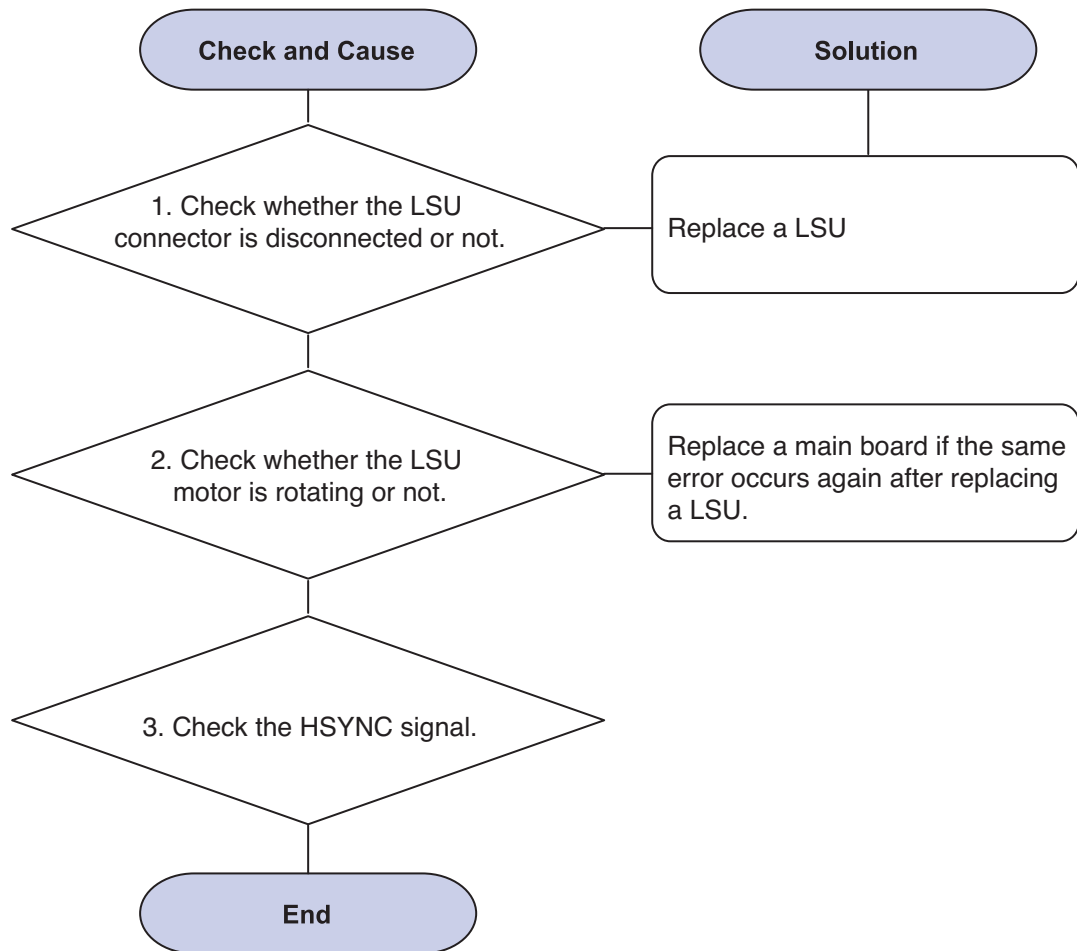 Check and Cause
Solution
1. Check whether the LSU
connector is disconnected or not.
Replace a LSU
2. Check whether the LSU
motor is rotating or not.
Replace a main board if the same
error occurs again after replacing
a LSU.
3. Check the HSYNC signal.
End